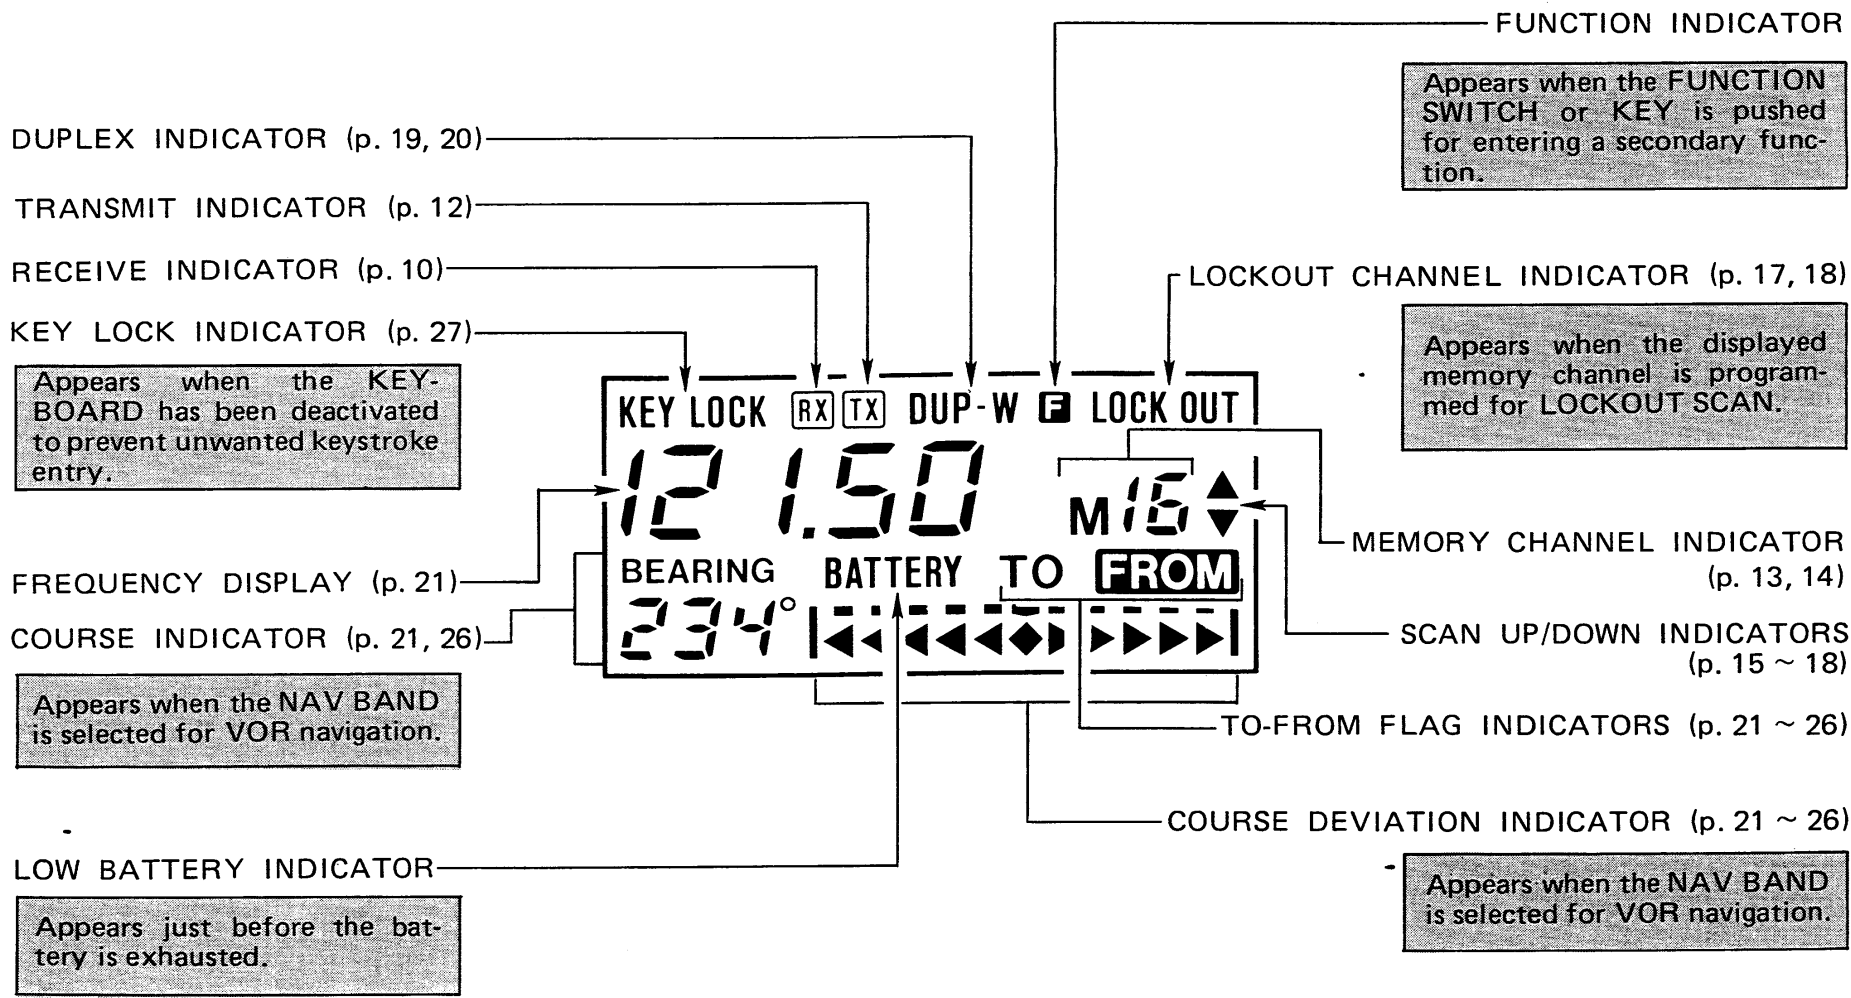 FUNCTION INDICATOR
Appears when the FUNCTION
SWITCH or KEY is pushed
for entering a secondary func-
tion.
DUPLEX INDICATOR (p. 19, 20)
TRANSMIT INDICATOR (p. 12)
RECEIVE INDICATOR (p. 10)
KEY LOCK INDICATOR (p. 27)
Appears when the KEY-
BOARD has been deactivated
to prevent unwanted keystroke
entry.
LOCKOUT CHANNEL INDICATOR (p. 17, 18)
Appears when the displayed
memory channel is program-
med for LOCKOUT SCAN.
KEY LOCK RX TX DUP-W F LOCK OUT
121.50 M16
BEARING BATTERY TO FROM
234°
FREQUENCY DISPLAY (p. 21)
COURSE INDICATOR (p. 21, 26)
Appears when the NAV BAND
is selected for VOR navigation.
LOW BATTERY INDICATOR
Appears just before the bat-
tery is exhausted.
MEMORY CHANNEL INDICATOR
(p. 13, 14)
SCAN UP/DOWN INDICATORS
(p. 15 ~ 18)
TO-FROM FLAG INDICATORS (p. 21 ~ 26)
COURSE DEVIATION INDICATOR (p. 21 ~ 26)
Appears when the NAV BAND
is selected for VOR navigation.